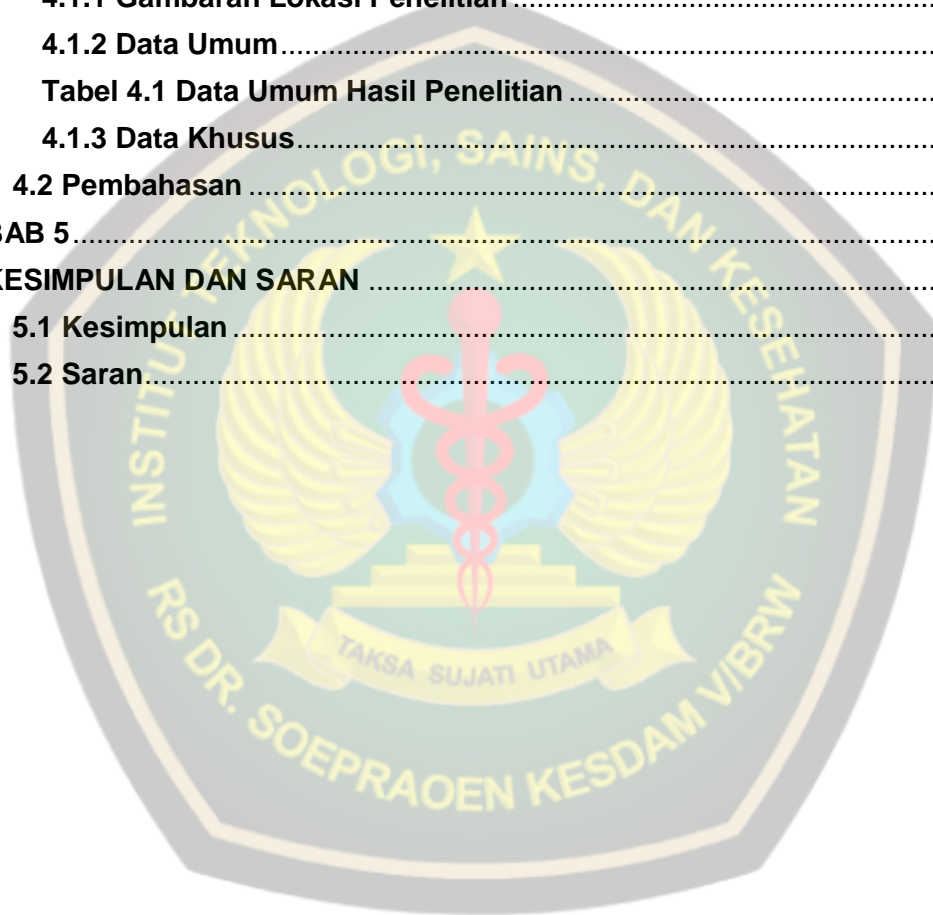 4.1.1 Gambaran Lokasi Penelitian ........................................................
4.1.2 Data Umum ........................................................
Tabel 4.1 Data Umum Hasil Penelitian ........................................................
4.1.3 Data Khusus ........................................................
4.2 Pembahasan ........................................................
BAB 5 ........................................................
KESIMPULAN DAN SARAN ........................................................
5.1 Kesimpulan ........................................................
5.2 Saran ........................................................
INSTITUT TEKNOLOGI, SAINS, DAN KESEHATAN
TAKSA SUJATI UTAMA
RS DR. SOEPRAOEN KESDAM V/BRW